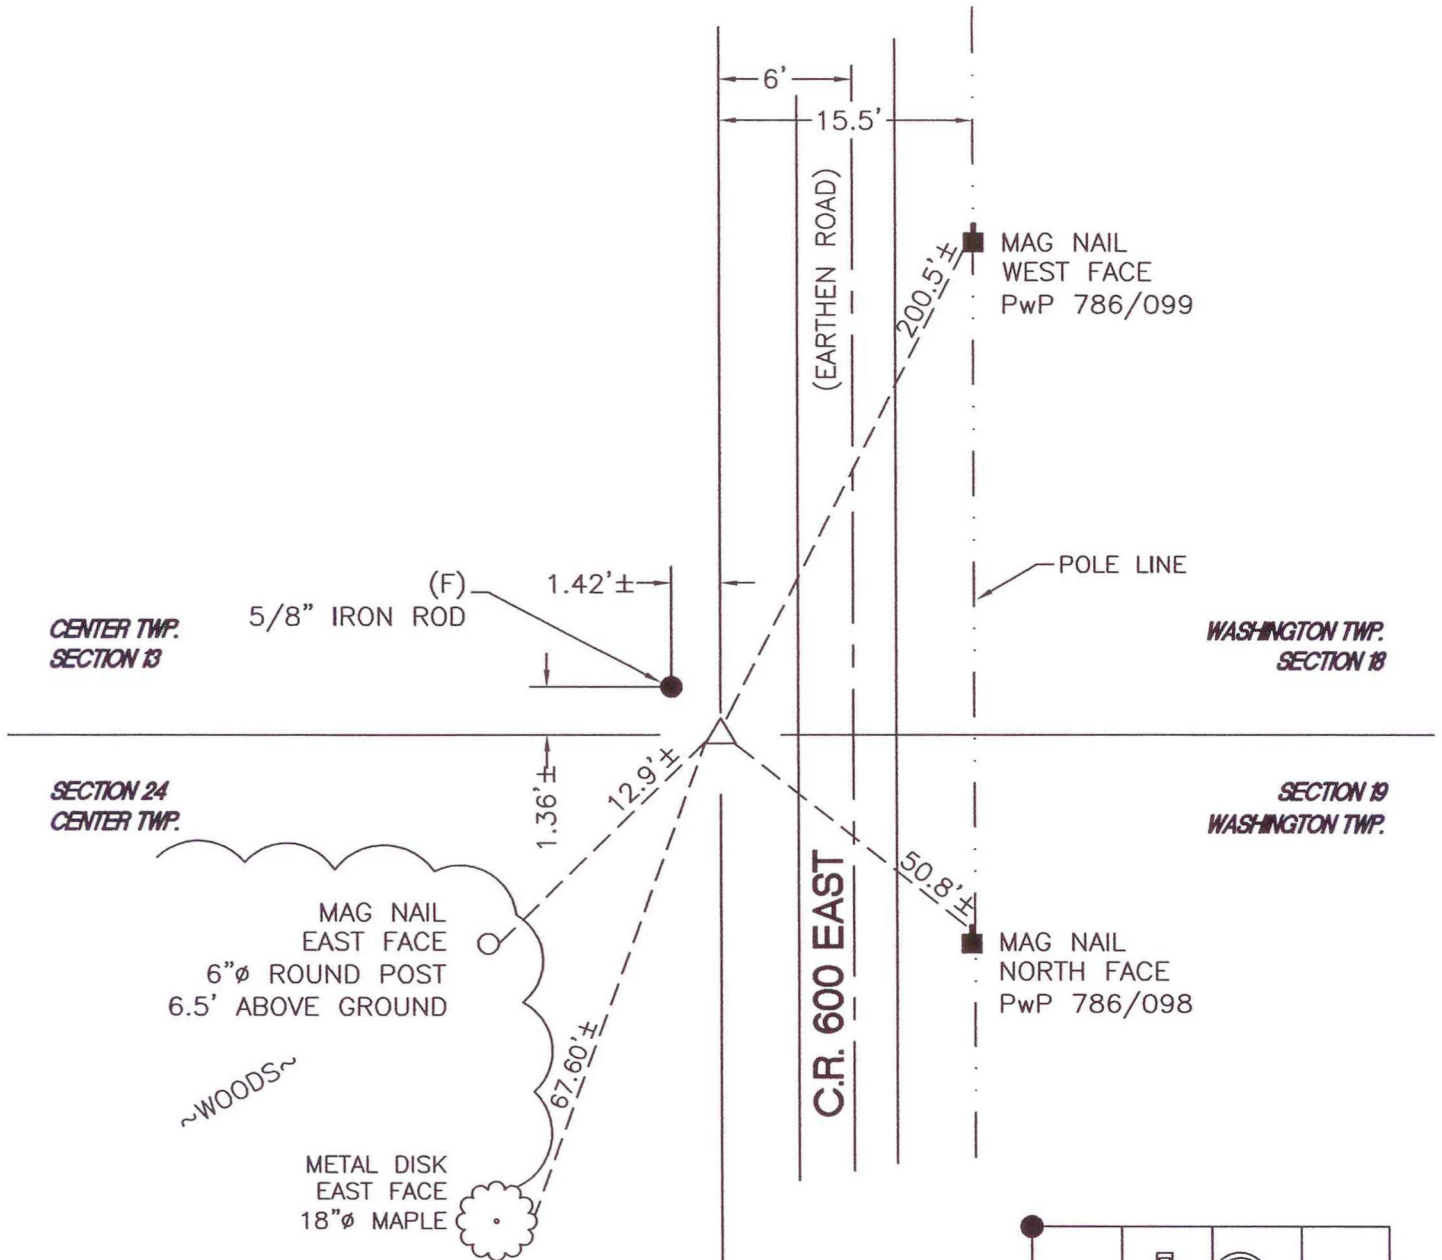 6'
15.5'
(EARTHEN ROAD)
200.5'±
MAG NAIL
WEST FACE
PwP 786/099
POLE LINE
(F)
5/8" IRON ROD
1.42'±
CENTER TWP.
SECTION 13
WASHINGTON TWP.
SECTION 18
1.36'±
12.9'±
SECTION 24
CENTER TWP.
SECTION 19
WASHINGTON TWP.
50.8'±
C.R. 600 EAST
MAG NAIL
EAST FACE
6"ø ROUND POST
6.5' ABOVE GROUND
MAG NAIL
NORTH FACE
PwP 786/098
67.60'±
~WOODS~
METAL DISK
EAST FACE
18"ø MAPLE